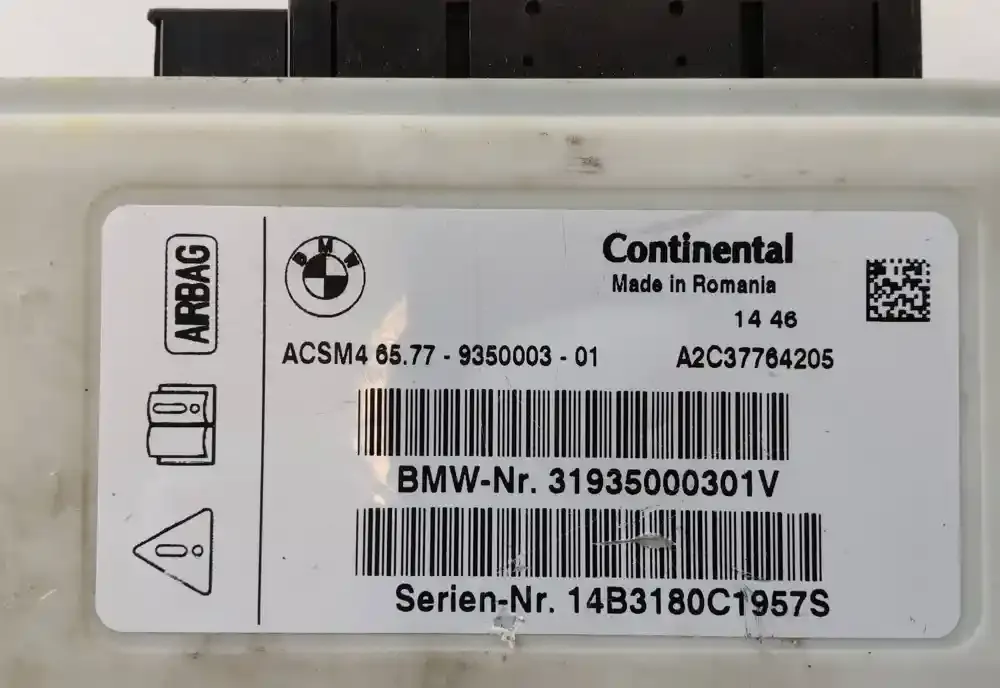 AIRBAG
BMW
Continental
Made in Romania
14 46
ACSM4 65.77 - 9350003 - 01 A2C37764205
BMW-Nr. 31935000301V
Serien-Nr. 14B3180C1957S